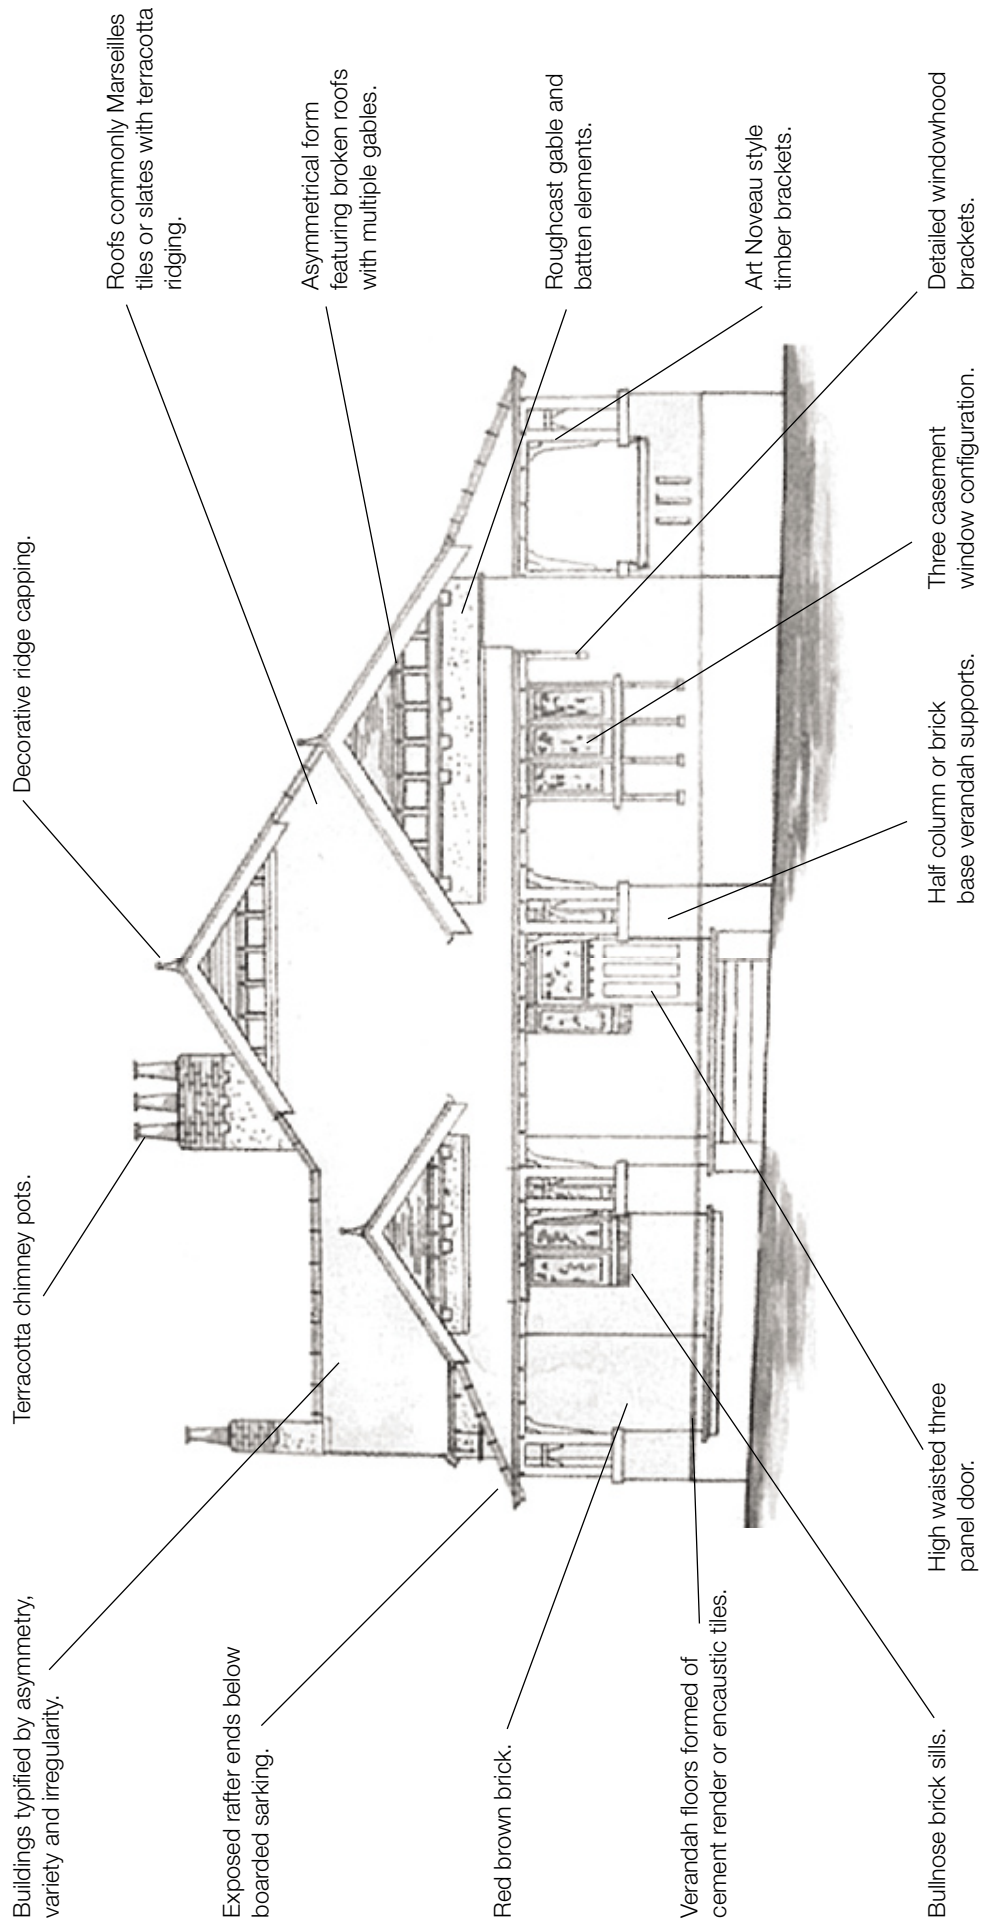 Buildings typified by asymmetry,
variety and irregularity.
Terracotta chimney pots.
Decorative ridge capping.
Roofs commonly Marseilles
tiles or slates with terracotta
ridging.
Exposed rafter ends below
boarded sarking.
Asymmetrical form
featuring broken roofs
with multiple gables.
Red brown brick.
Roughcast gable and
batten elements.
Verandah floors formed of
cement render or encaustic tiles.
Art Noveau style
timber brackets.
Bullnose brick sills.
High waisted three
panel door.
Half column or brick
base verandah supports.
Three casement
window configuration.
Detailed windowhood
brackets.